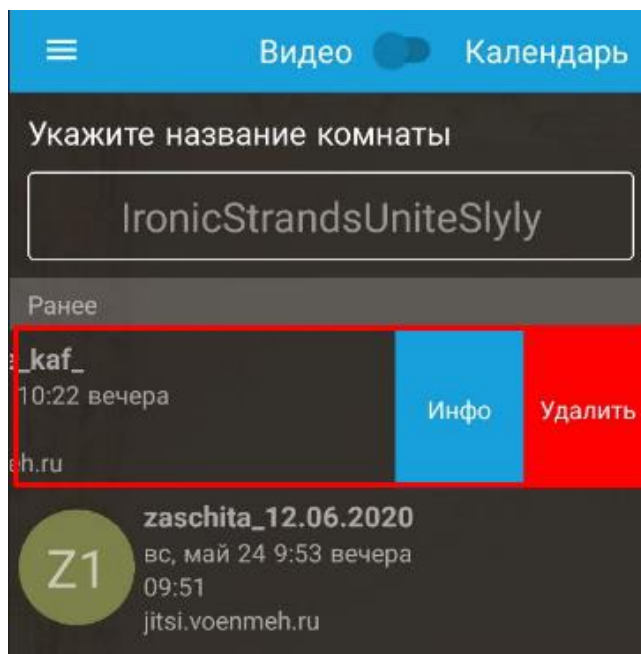 Видео Календарь
Укажите название комнаты
IronicStrandsUniteSlyly
Ранее
_kaf_
10:22 вечера
Инфо Удалить
eh.ru
Z1
zaschita_12.06.2020
вс, май 24 9:53 вечера
09:51
jitsi.voenmeh.ru